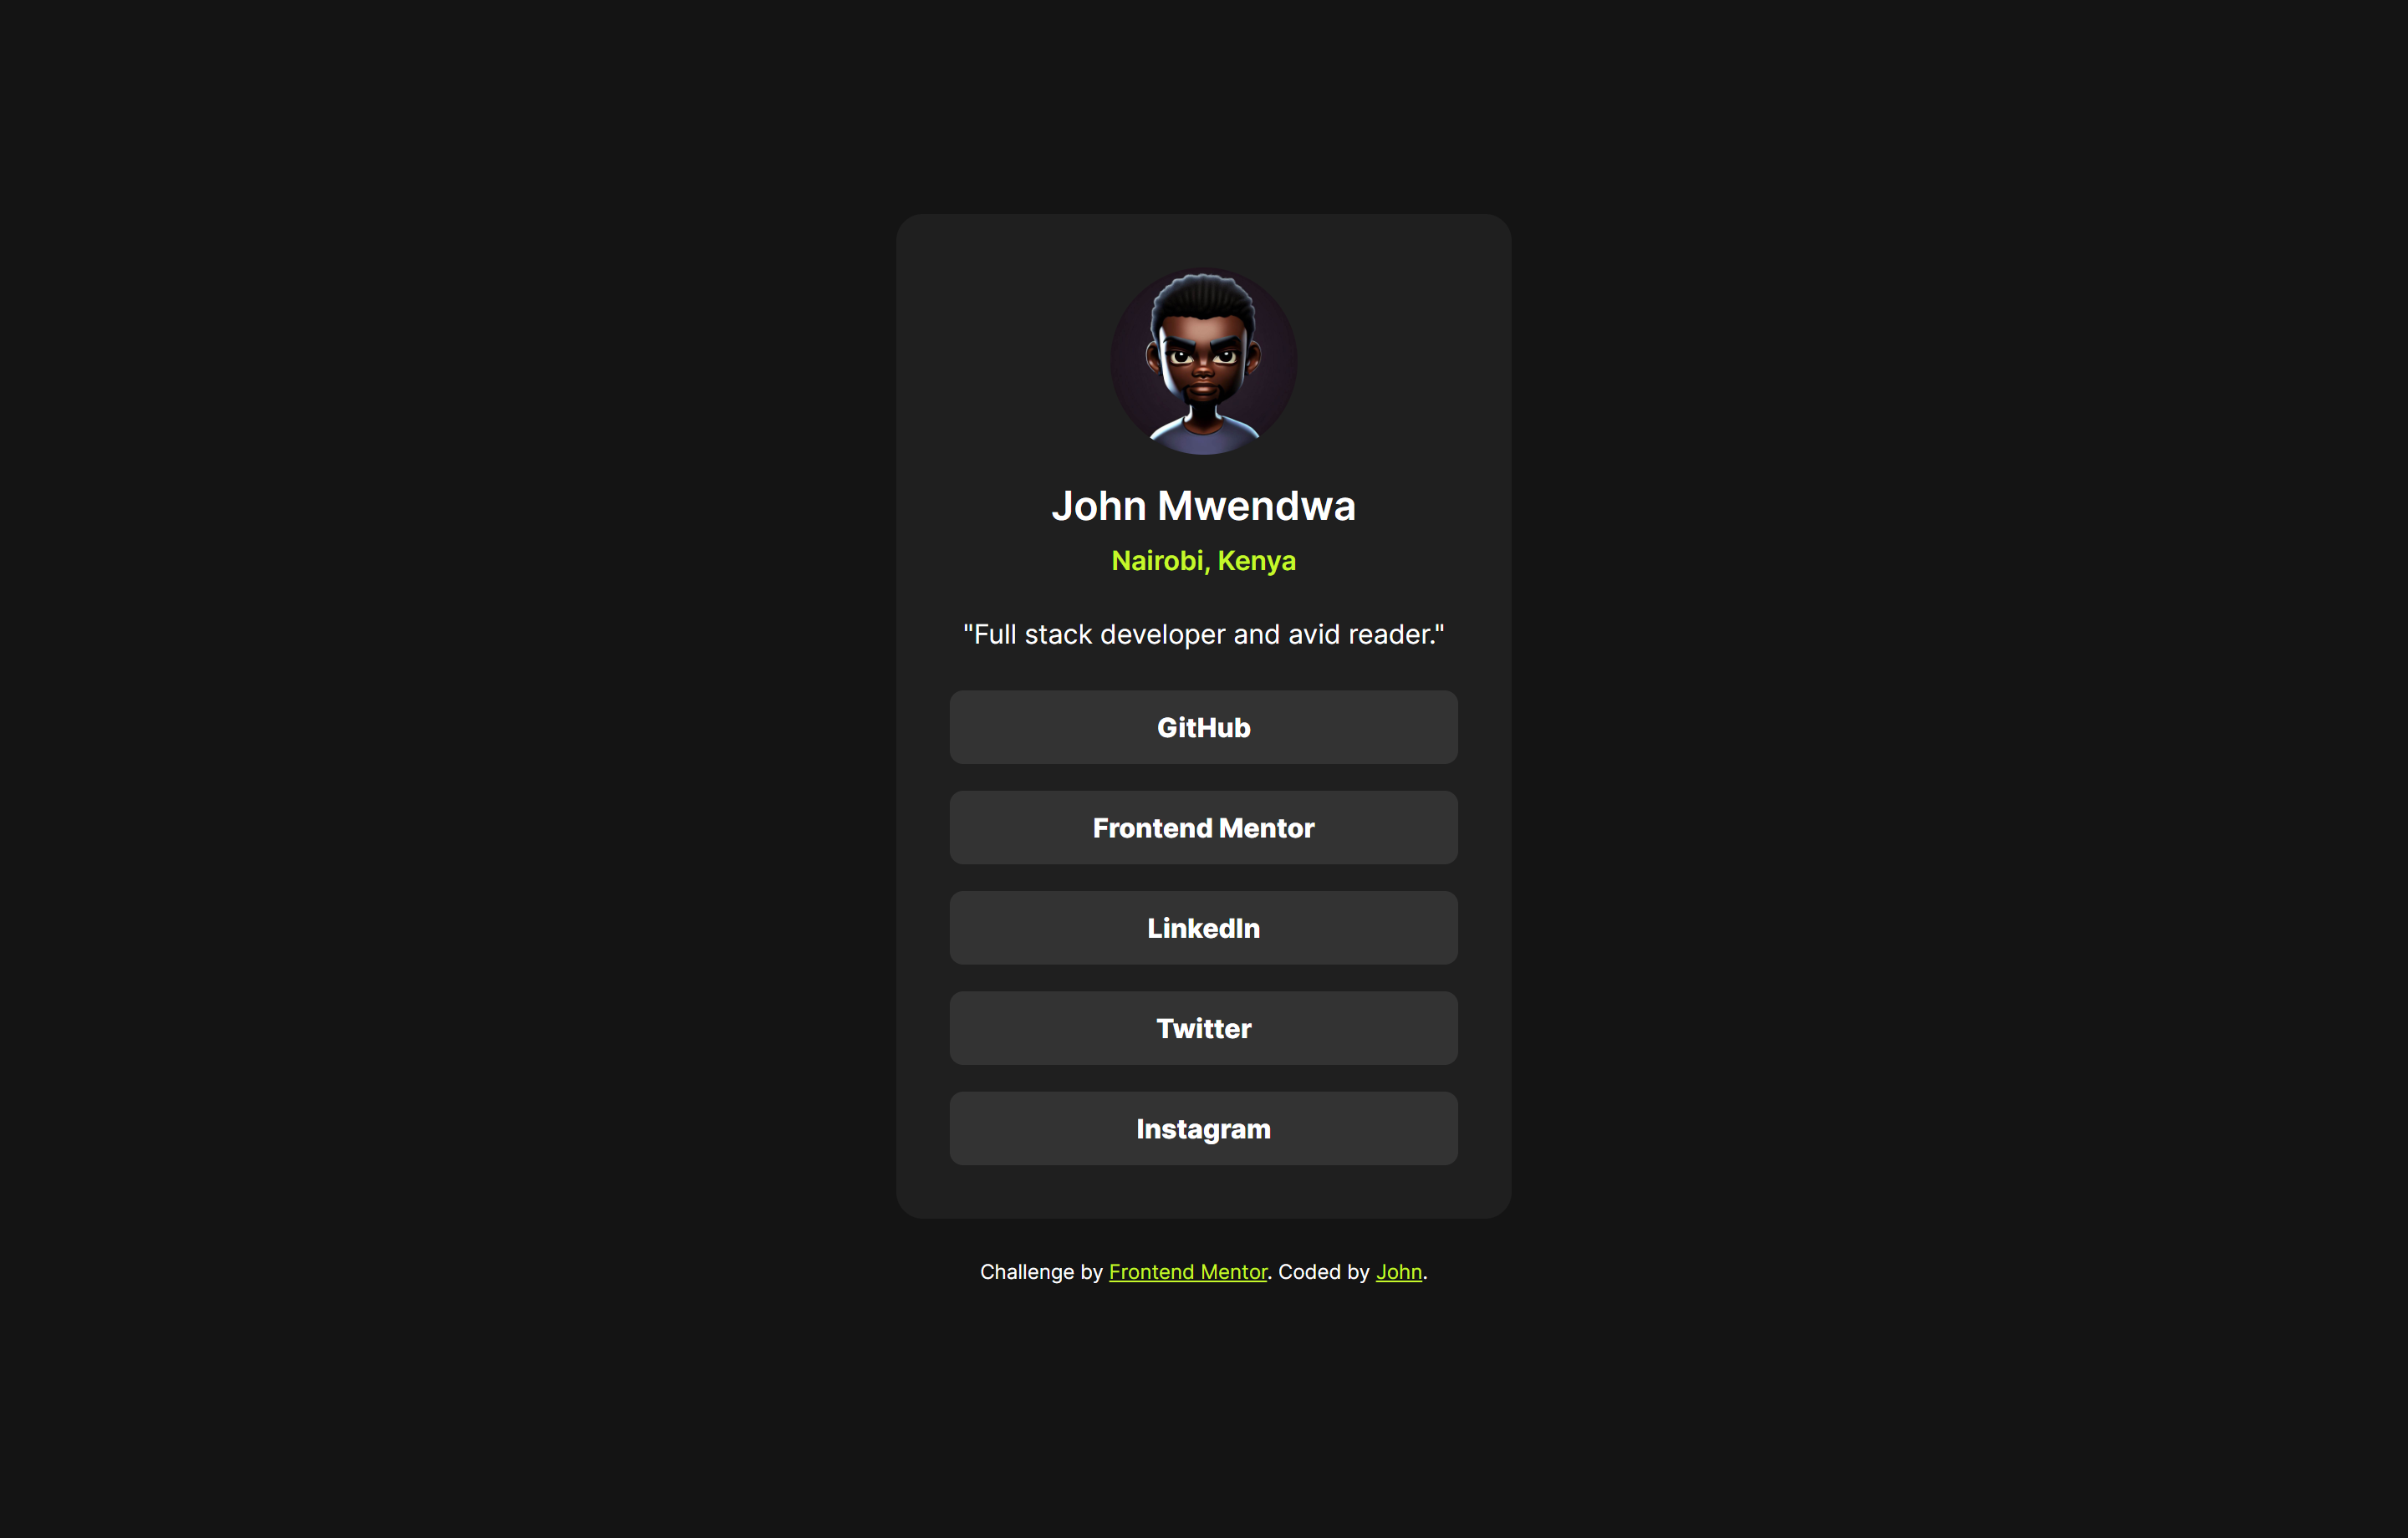 John Mwendwa
Nairobi, Kenya
"Full stack developer and avid reader."
GitHub
Frontend Mentor
LinkedIn
Twitter
Instagram
Challenge by Frontend Mentor. Coded by John.